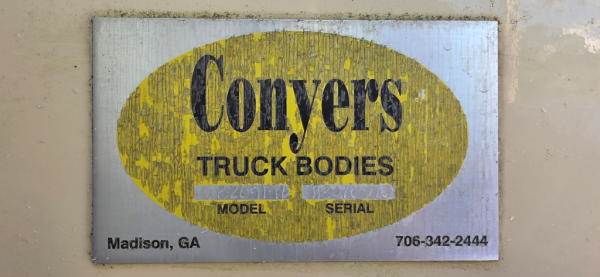 Conyers
TRUCK BODIES
MODEL SERIAL
Madison, GA 706-342-2444